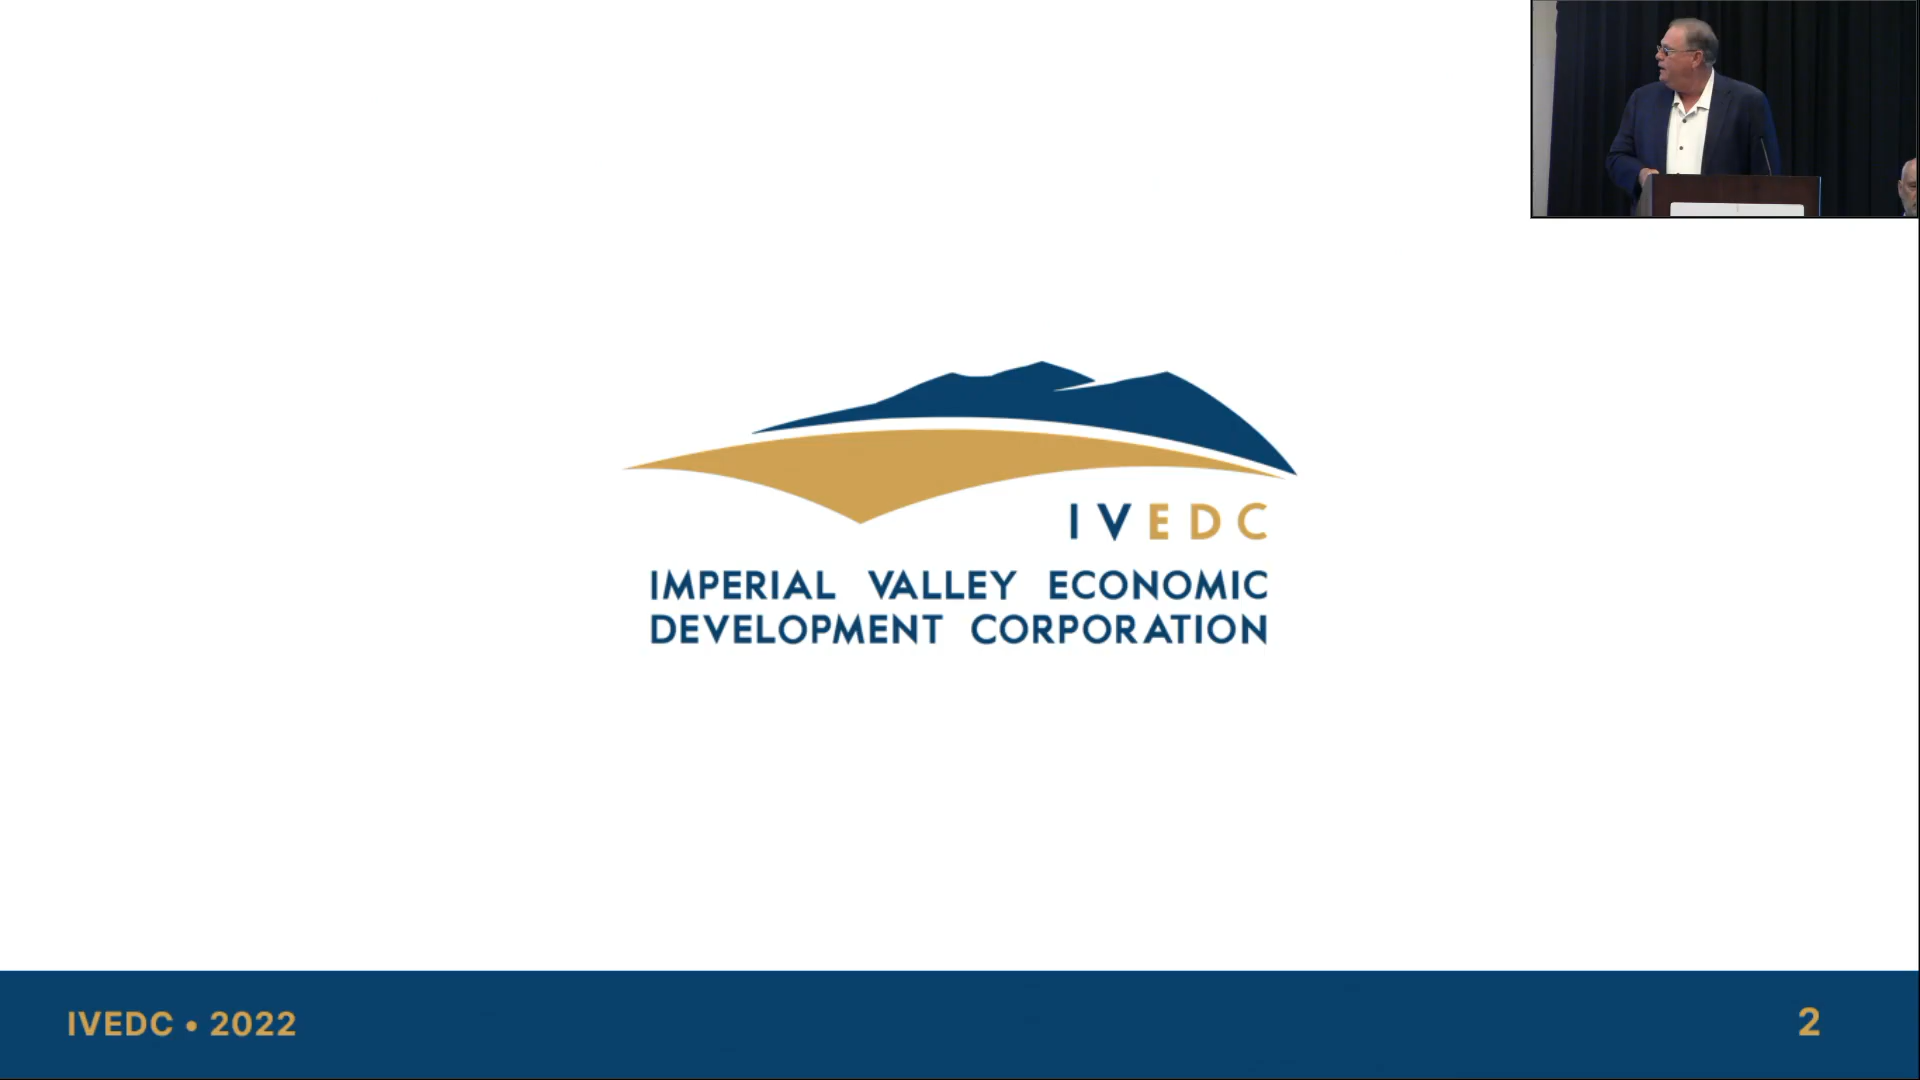 IVEDC
IMPERIAL VALLEY ECONOMIC
DEVELOPMENT CORPORATION
IVEDC • 2022
2